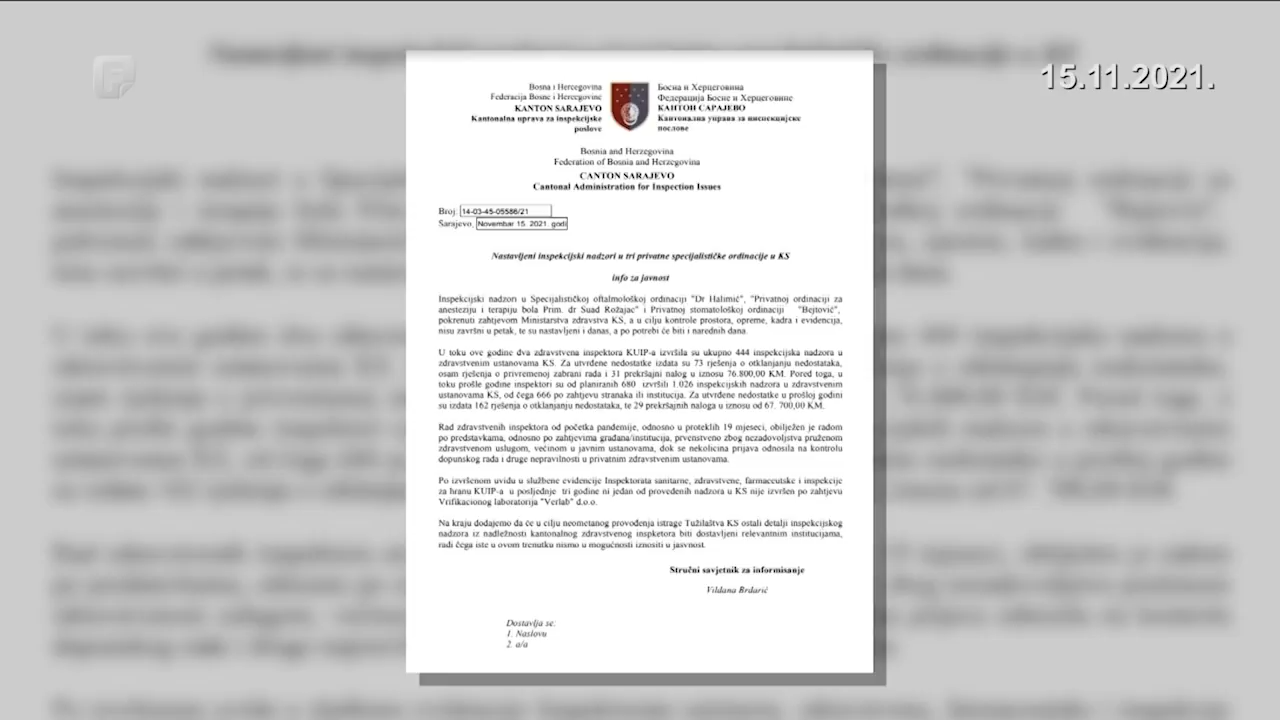 15.11.2021.
Bosna i Hercegovina
Federacija Bosne i Hercegovine
KANTON SARAJEVO
Kantonalna uprava za inspekcijske
poslove
Босна и Херцеговина
Федерација Босне и Херцеговине
КАНТОН САРАЈЕВО
Кантонална управа за инспекцијске
послове
Bosnia and Herzegovina
Federation of Bosnia and Herzegovina
CANTON SARAJEVO
Cantonal Administration for Inspection Issues
Broj: 14-03-45-05586/21
Sarajevo, Novembar 15 2021 godi
Nastavljeni inspekcijski nadzori u tri privatne specijalističke ordinacije u KS
info za javnost
Inspekcijski nadzori u Specijalističkoj oftalmološkoj ordinaciji "Dr Halimić", "Privatnoj ordinaciji za
anesteziju i terapiju bola Prim. dr Suad Rožajac" i Privatnoj stomatološkoj ordinaciji "Bejtović",
pokrenuti zahtjevom Ministarstva zdravstva KS, a u cilju kontrole prostora, opreme, kadra i evidencija,
nisu završni u petak, te su nastavljeni i danas, a po potrebi će biti i narednih dana.
U toku ove godine dva zdravstvena inspektora KUIP-a izvršila su ukupno 444 inspekcijska nadzora u
zdravstvenim ustanovama KS. Za utvrđene nedostatke izdata su 73 rješenja o otklanjanju nedostataka,
osam rješenja o privremenoj zabrani rada i 31 prekršajni nalog u iznosu 76.800,00 KM. Pored toga, u
toku prošle godine inspektori su od planiranih 680 izvršili 1.026 inspekcijskih nadzora u zdravstvenim
ustanovama KS, od čega 666 po zahtjevu stranaka ili institucija. Za utvrđene nedostatke u prošloj godini
su izdata 162 rješenja o otklanjanju nedostataka, te 29 prekršajnih naloga u iznosu od 67. 700,00 KM.
Rad zdravstvenih inspektora od početka pandemije, odnosno u proteklih 19 mjeseci, obilježen je radom
po predstavkama, odnosno po zahtjevima građana/institucija, prvenstveno zbog nezadovoljstva pruženom
zdravstvenom uslugom, većinom u javnim ustanovama, dok se nekolicina prijava odnosila na kontrolu
dopunskog rada i druge nepravilnosti u privatnim zdravstvenim ustanovama.
Po izvršenom uvidu u službene evidencije Inspektorata sanitarne, zdravstvene, farmaceutske i inspekcije
za hranu KUIP-a u posljednje tri godine ni jedan od provedenih nadzora u KS nije izvršen po zahtjevu
Vrifikacionog laboratorija "Verlab" d.o.o.
Na kraju dodajemo da će u cilju neometanog provođenja istrage Tužilaštva KS ostali detalji inspekcijskog
nadzora iz nadležnosti kantonalnog zdravstvenog inspketora biti dostavljeni relevantnim institucijama,
radi čega iste u ovom trenutku nismo u mogućnosti iznositi u jasvnost.
Stručni savjetnik za informisanje
Vildana Brdarić
Dostavlja se:
1. Naslovu
2. a/a